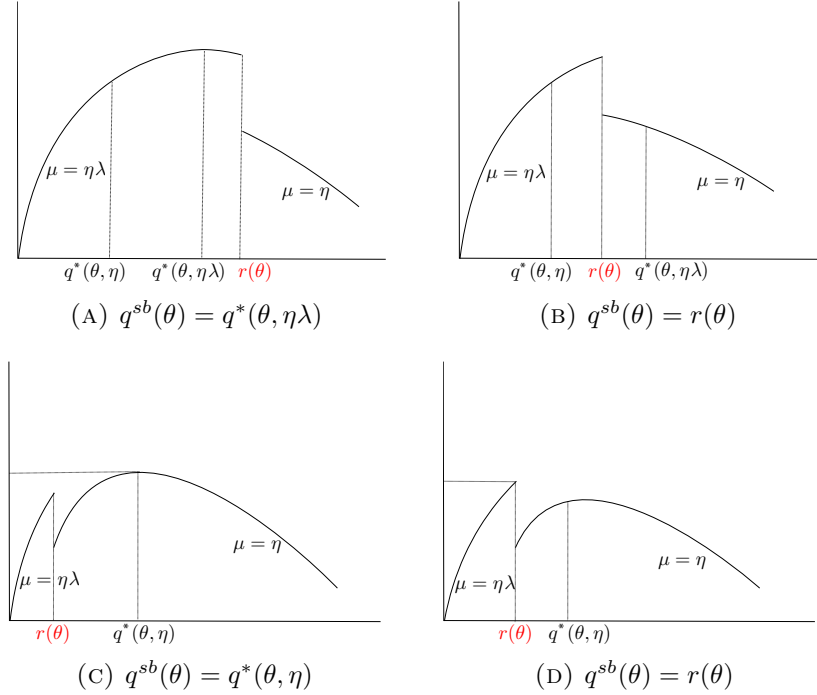 μ = ηλ
μ = η
q*(θ, η)
q*(θ, ηλ)
r(θ)
(A) q^{sb}(θ) = q*(θ, ηλ)
μ = ηλ
μ = η
q*(θ, η)
r(θ)
q*(θ, ηλ)
(B) q^{sb}(θ) = r(θ)
μ = η
μ = ηλ
r(θ)
q*(θ, η)
(C) q^{sb}(θ) = q*(θ, η)
μ = ηλ
μ = η
r(θ)
q*(θ, η)
(D) q^{sb}(θ) = r(θ)